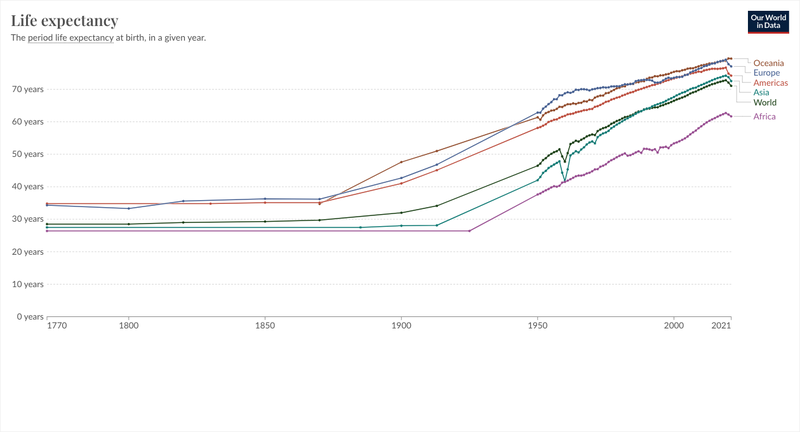 Life expectancy
The period life expectancy at birth, in a given year.
Our World
in Data
70 years
60 years
50 years
40 years
30 years
20 years
10 years
0 years
1770
1800
1850
1900
1950
2000
2021
Oceania
Europe
Americas
Asia
World
Africa